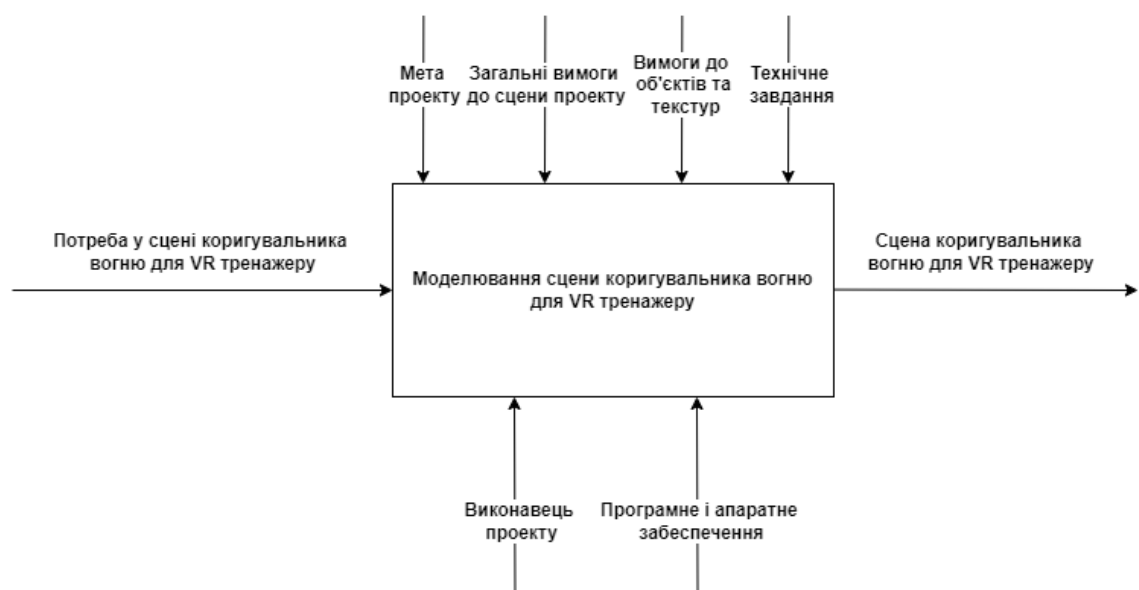 Мета
проекту
Загальні вимоги
до сцени проекту
Вимоги до
об'єктів та
текстур
Технічне
завдання
Потреба у сцені коригувальника
вогню для VR тренажеру
Моделювання сцени коригувальника вогню
для VR тренажеру
Сцена коригувальника
вогню для VR тренажеру
Виконавець
проекту
Програмне і апаратне
забеспечення